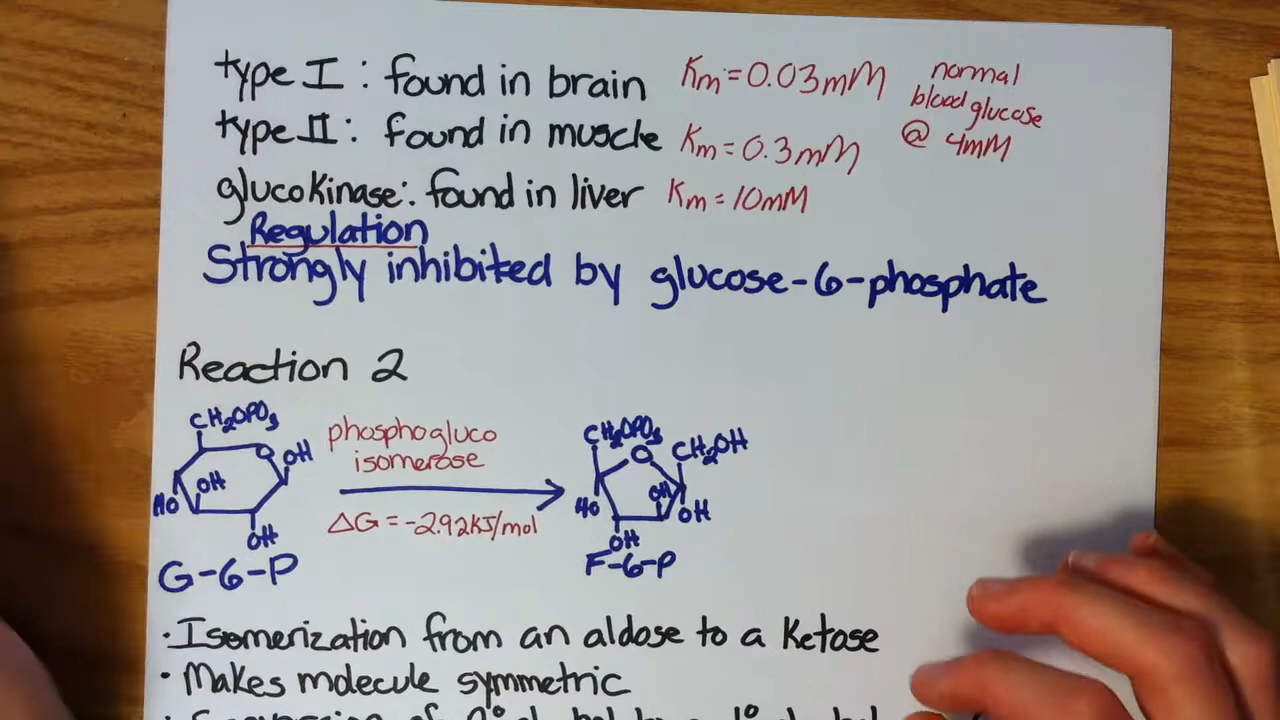 type I : found in brain Km = 0.03mM
normal
blood glucose
@ 4mM
type II : found in muscle Km = 0.3mM
glucokinase: found in liver Km = 10mM
Regulation
Strongly inhibited by glucose-6-phosphate
Reaction 2
CH₂OPO₃
O
OH
OH
HO
OH
G-6-P
phosphogluco
isomerase
ΔG = -2.92KJ/mol
CH₂OPO₃
O
CH₂OH
OH
HO
OH
OH
F-6-P
· Isomerization from an aldose to a Ketose
· Makes molecule symmetric